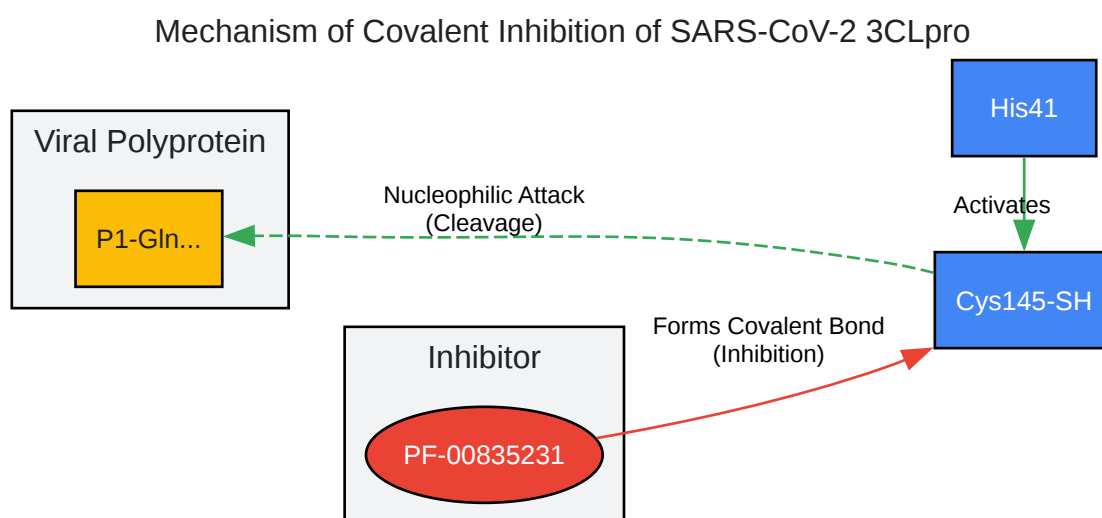 Mechanism of Covalent Inhibition of SARS-CoV-2 3CLpro
His41
Viral Polyprotein
P1-Gln...
Nucleophilic Attack
(Cleavage)
Activates
Cys145-SH
Forms Covalent Bond
(Inhibition)
Inhibitor
PF-00835231